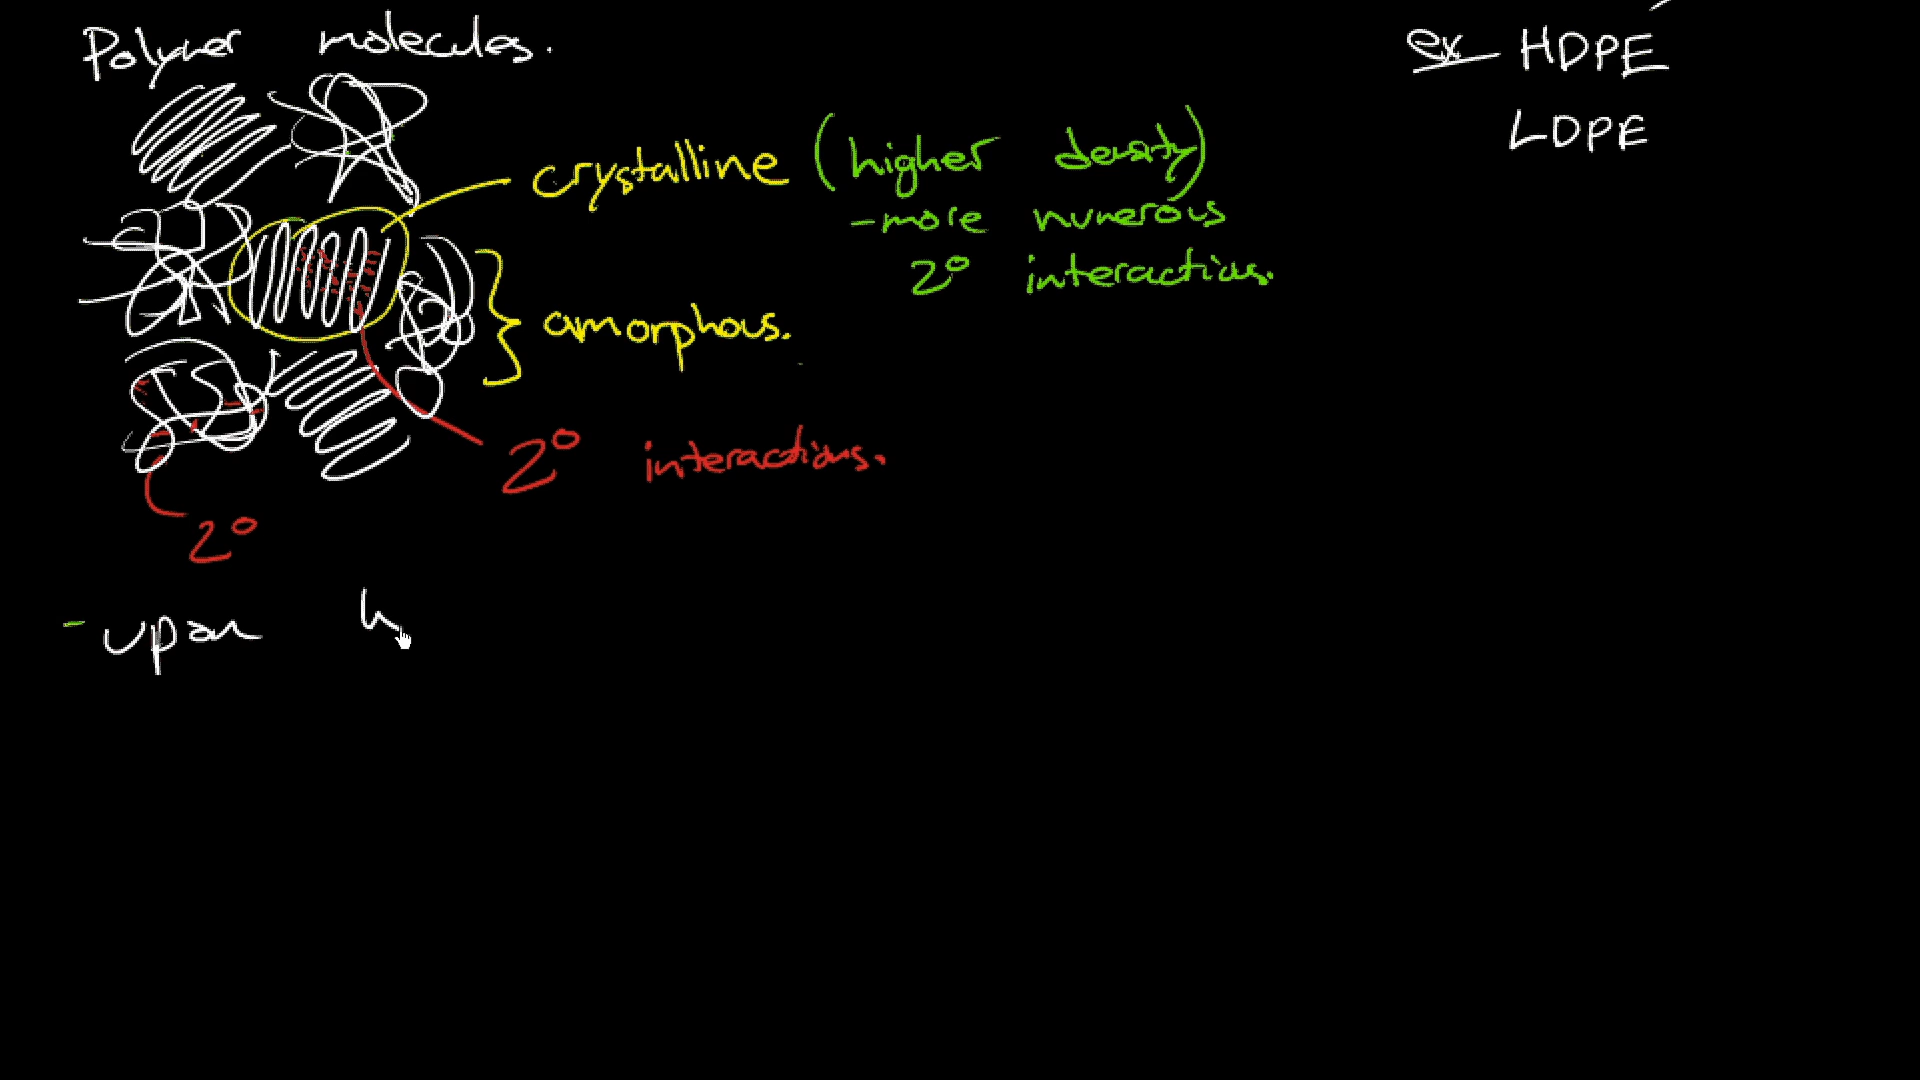 Polymer molecules.
ex HDPE
LDPE
crystalline (higher density)
-more numerous
2° interactions.
amorphous.
2° interactions.
2°
-upon h